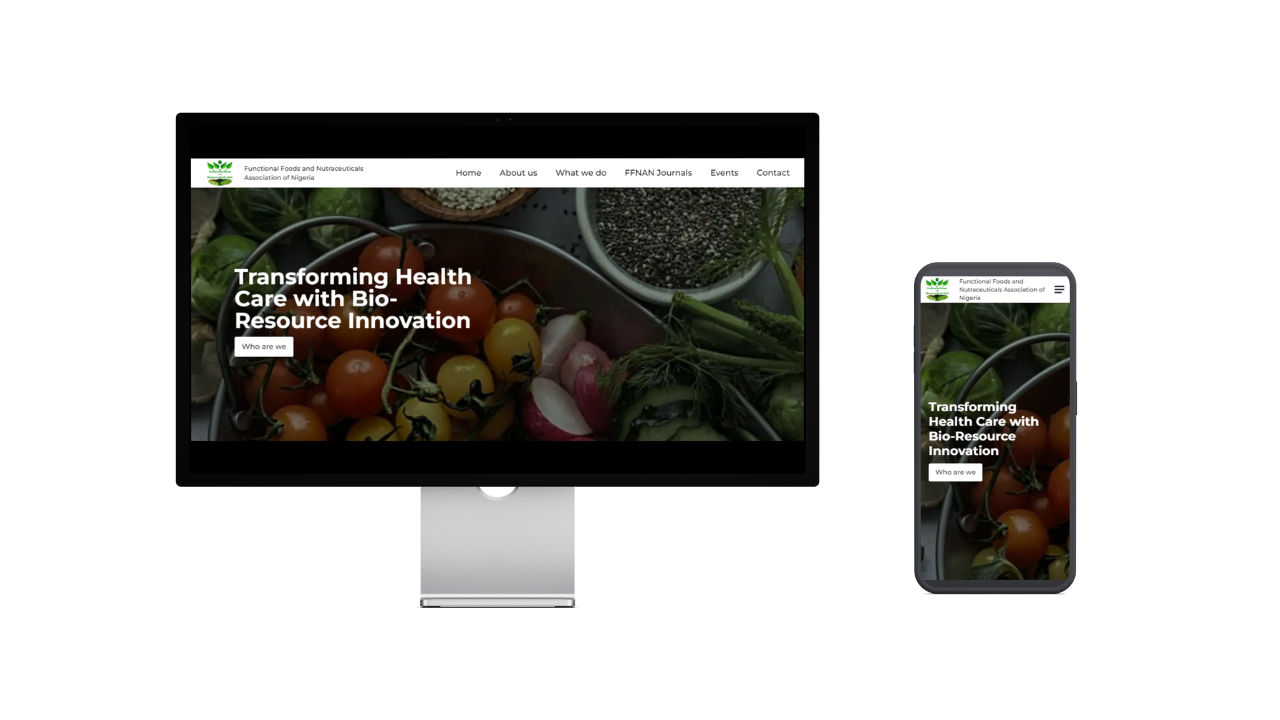 Functional Foods and Nutraceuticals
Association of Nigeria
Home About us What we do FFNAN Journals Events Contact
Transforming Health
Care with Bio-
Resource Innovation
Who are we
Functional Foods and
Nutraceuticals Association of
Nigeria
Transforming
Health Care with
Bio-Resource
Innovation
Who are we